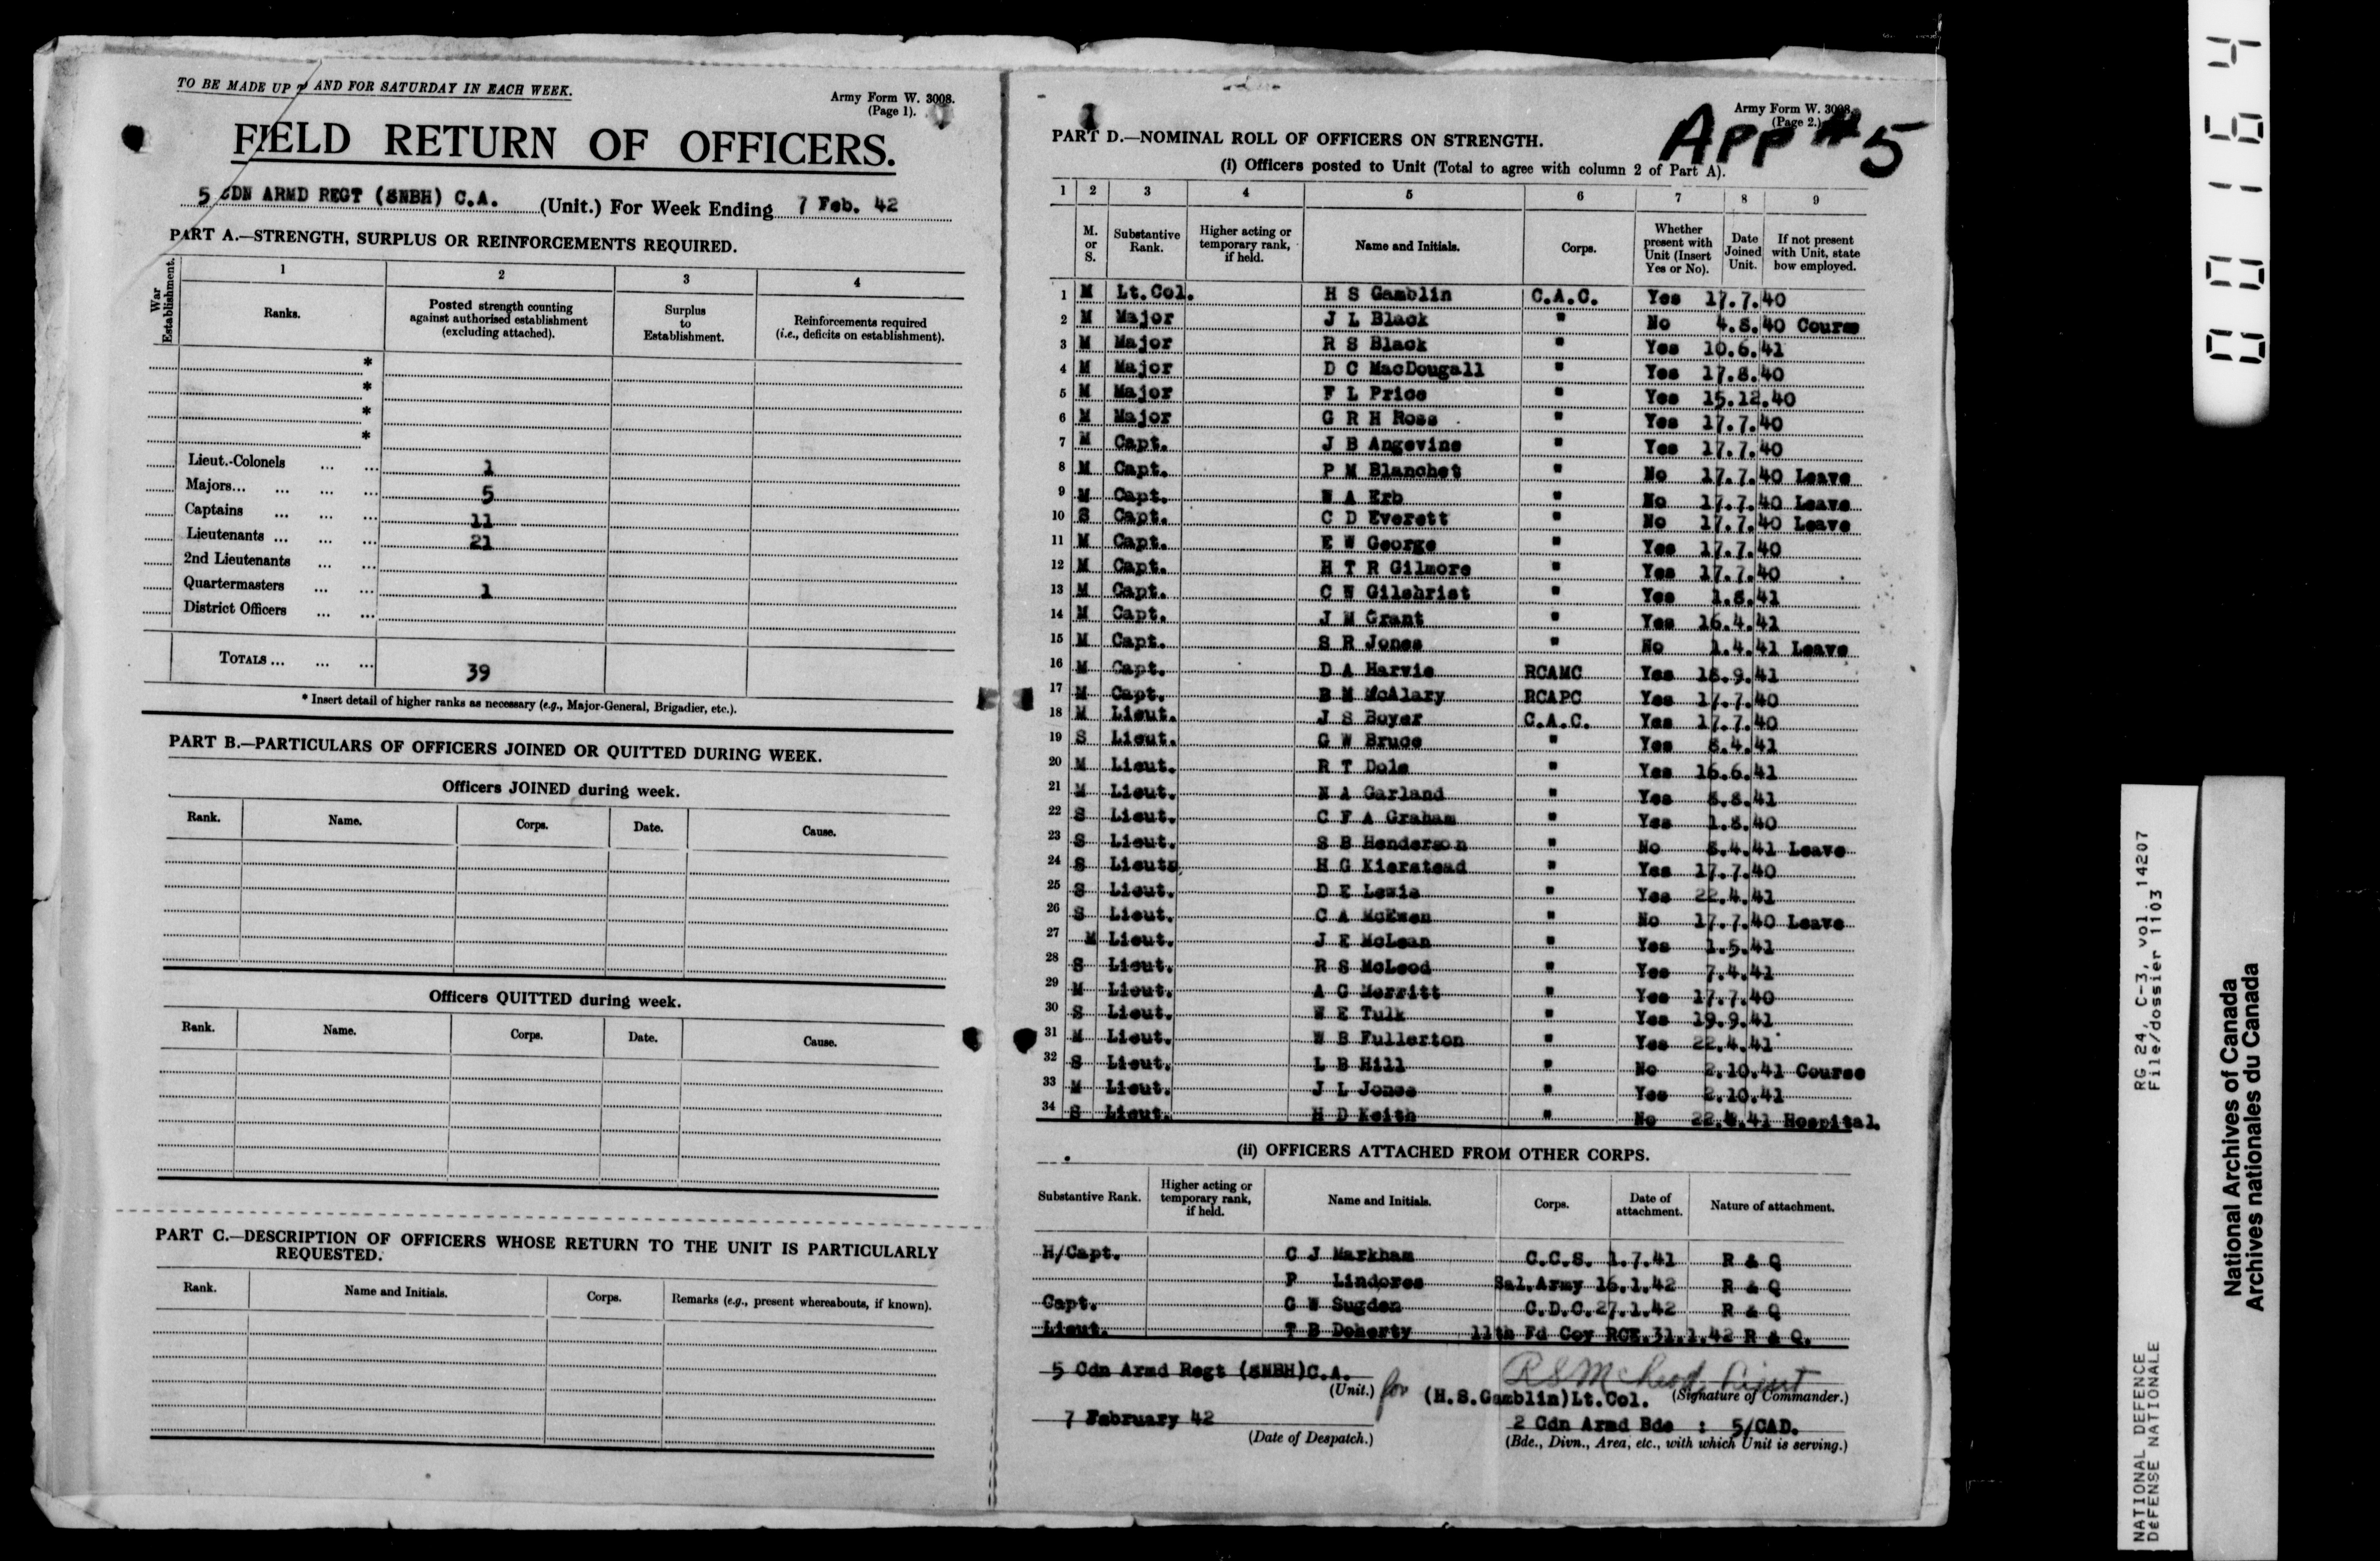 TO BE MADE UP AND FOR SATURDAY IN EACH WEEK.
Army Form W. 3008.
(Page 1).
FIELD RETURN OF OFFICERS.
5 CDN ARMD REGT (8NBH) C.A. (Unit.) For Week Ending 7 Feb. 42
PART A.—STRENGTH, SURPLUS OR REINFORCEMENTS REQUIRED.
War Establishment.
1 2 3 4
Ranks. Posted strength counting against authorised establishment (excluding attached). Surplus to Establishment. Reinforcements required (i.e., deficits on establishment).
*
*
*
*
Lieut.-Colonels ... ... 1
Majors... ... ... ... 5
Captains ... ... ... 11
Lieutenants ... ... ... 21
2nd Lieutenants ... ...
Quartermasters ... ... 1
District Officers ... ...
TOTALS ... ... ... 39
* Insert detail of higher ranks as necessary (e.g., Major-General, Brigadier, etc.).
PART B.—PARTICULARS OF OFFICERS JOINED OR QUITTED DURING WEEK.
Officers JOINED during week.
Rank. Name. Corps. Date. Cause.
Officers QUITTED during week.
Rank. Name. Corps. Date. Cause.
PART C.—DESCRIPTION OF OFFICERS WHOSE RETURN TO THE UNIT IS PARTICULARLY
REQUESTED.
Rank. Name and Initials. Corps. Remarks (e.g., present whereabouts, if known).
Army Form W. 3008.
(Page 2.)
APP #5
PART D.—NOMINAL ROLL OF OFFICERS ON STRENGTH.
(i) Officers posted to Unit (Total to agree with column 2 of Part A).
1 2 3 4 5 6 7 8 9
M. or S. Substantive Rank. Higher acting or temporary rank, if held. Name and Initials. Corps. Whether present with Unit (Insert Yes or No). Date Joined Unit. If not present with Unit, state how employed.
1 M Lt.Col. H S Gamblin C.A.C. Yes 17.7.40
2 M Major J L Black " No 4.8.40 Course
3 M Major R S Black " Yes 10.6.41
4 M Major D C MacDougall " Yes 17.8.40
5 M Major F L Price " Yes 15.12.40
6 M Major G R H Ross " Yes 17.7.40
7 M Capt. J B Angevine " Yes 17.7.40
8 M Capt. P M Blanchet " No 17.7.40 Leave
9 M Capt. W A Erb " No 17.7.40 Leave
10 S Capt. C D Everett " No 17.7.40 Leave
11 M Capt. E W George " Yes 17.7.40
12 M Capt. H T R Gilmore " Yes 17.7.40
13 M Capt. C W Gilchrist " Yes 1.8.41
14 M Capt. J M Grant " Yes 16.4.41
15 M Capt. S R Jones " No 1.4.41 Leave
16 M Capt. D A Harvie RCAMC Yes 18.9.41
17 M Capt. B M McAlary RCAPC Yes 17.7.40
18 M Lieut. J S Boyer C.A.C. Yes 17.7.40
19 S Lieut. G W Bruce " Yes 8.4.41
20 M Lieut. R T Dole " Yes 16.6.41
21 M Lieut. N A Garland " Yes 8.8.41
22 S Lieut. C F A Graham " Yes 1.8.40
23 S Lieut. S B Henderson " No 8.4.41 Leave
24 S Lieut. H G Kierstead " Yes 17.7.40
25 S Lieut. D E Lewis " Yes 22.4.41
26 S Lieut. C A McEwen " No 17.7.40 Leave
27 M Lieut. J E McLean " Yes 1.5.41
28 S Lieut. R S McLeod " Yes 7.4.41
29 M Lieut. A G Merritt " Yes 17.7.40
30 S Lieut. W E Tulk " Yes 19.9.41
31 M Lieut. W B Fullerton " Yes 22.4.41
32 S Lieut. L B Hill " No 2.10.41 Course
33 M Lieut. J L Jones " Yes 2.10.41
34 S Lieut. H D Keith " No 22.4.41 Hospital.
(ii) OFFICERS ATTACHED FROM OTHER CORPS.
Substantive Rank. Higher acting or temporary rank, if held. Name and Initials. Corps. Date of attachment. Nature of attachment.
H/Capt. C J Markham C.C.S. 1.7.41 R & Q
P Lindores Sal.Army 16.1.42 R & Q
Capt. G W Sugden C.D.C. 27.1.42 R & Q
Lieut. T B Doherty 11th Fd Coy RCE. 31.1.42 R & Q.
5 Cdn Armd Regt (8NBH)C.A. (Unit.)
for RSMcLeod Lieut
(H.S.Gamblin)Lt.Col. (Signature of Commander.)
7 February 42 (Date of Despatch.)
2 Cdn Armd Bde : 5/CAD.
(Bde., Divn., Area, etc., with which Unit is serving.)
001164
RG 24, C-3, vol. 14207
File/dossier 1103
NATIONAL DEFENCE
DÉFENSE NATIONALE
National Archives of Canada
Archives nationales du Canada